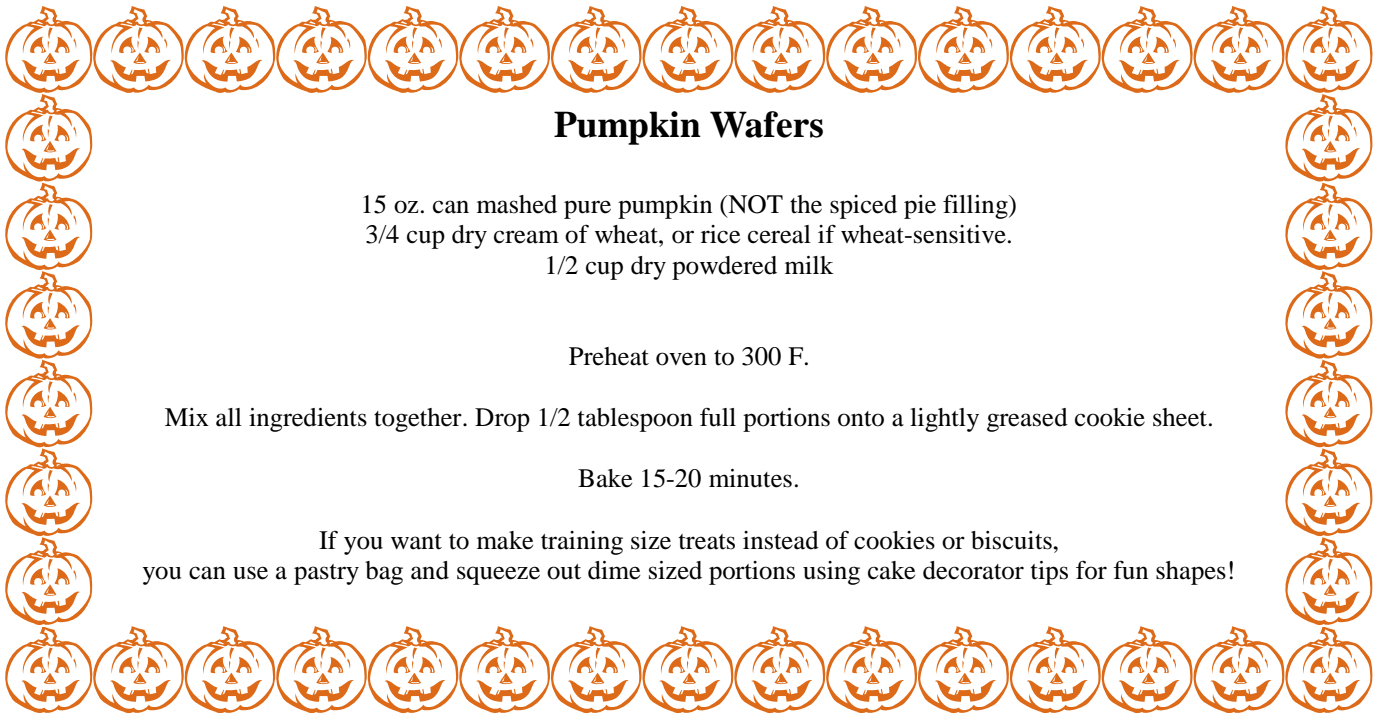 Pumpkin Wafers
15 oz. can mashed pure pumpkin (NOT the spiced pie filling)
3/4 cup dry cream of wheat, or rice cereal if wheat-sensitive.
1/2 cup dry powdered milk
Preheat oven to 300 F.
Mix all ingredients together. Drop 1/2 tablespoon full portions onto a lightly greased cookie sheet.
Bake 15-20 minutes.
If you want to make training size treats instead of cookies or biscuits,
you can use a pastry bag and squeeze out dime sized portions using cake decorator tips for fun shapes!